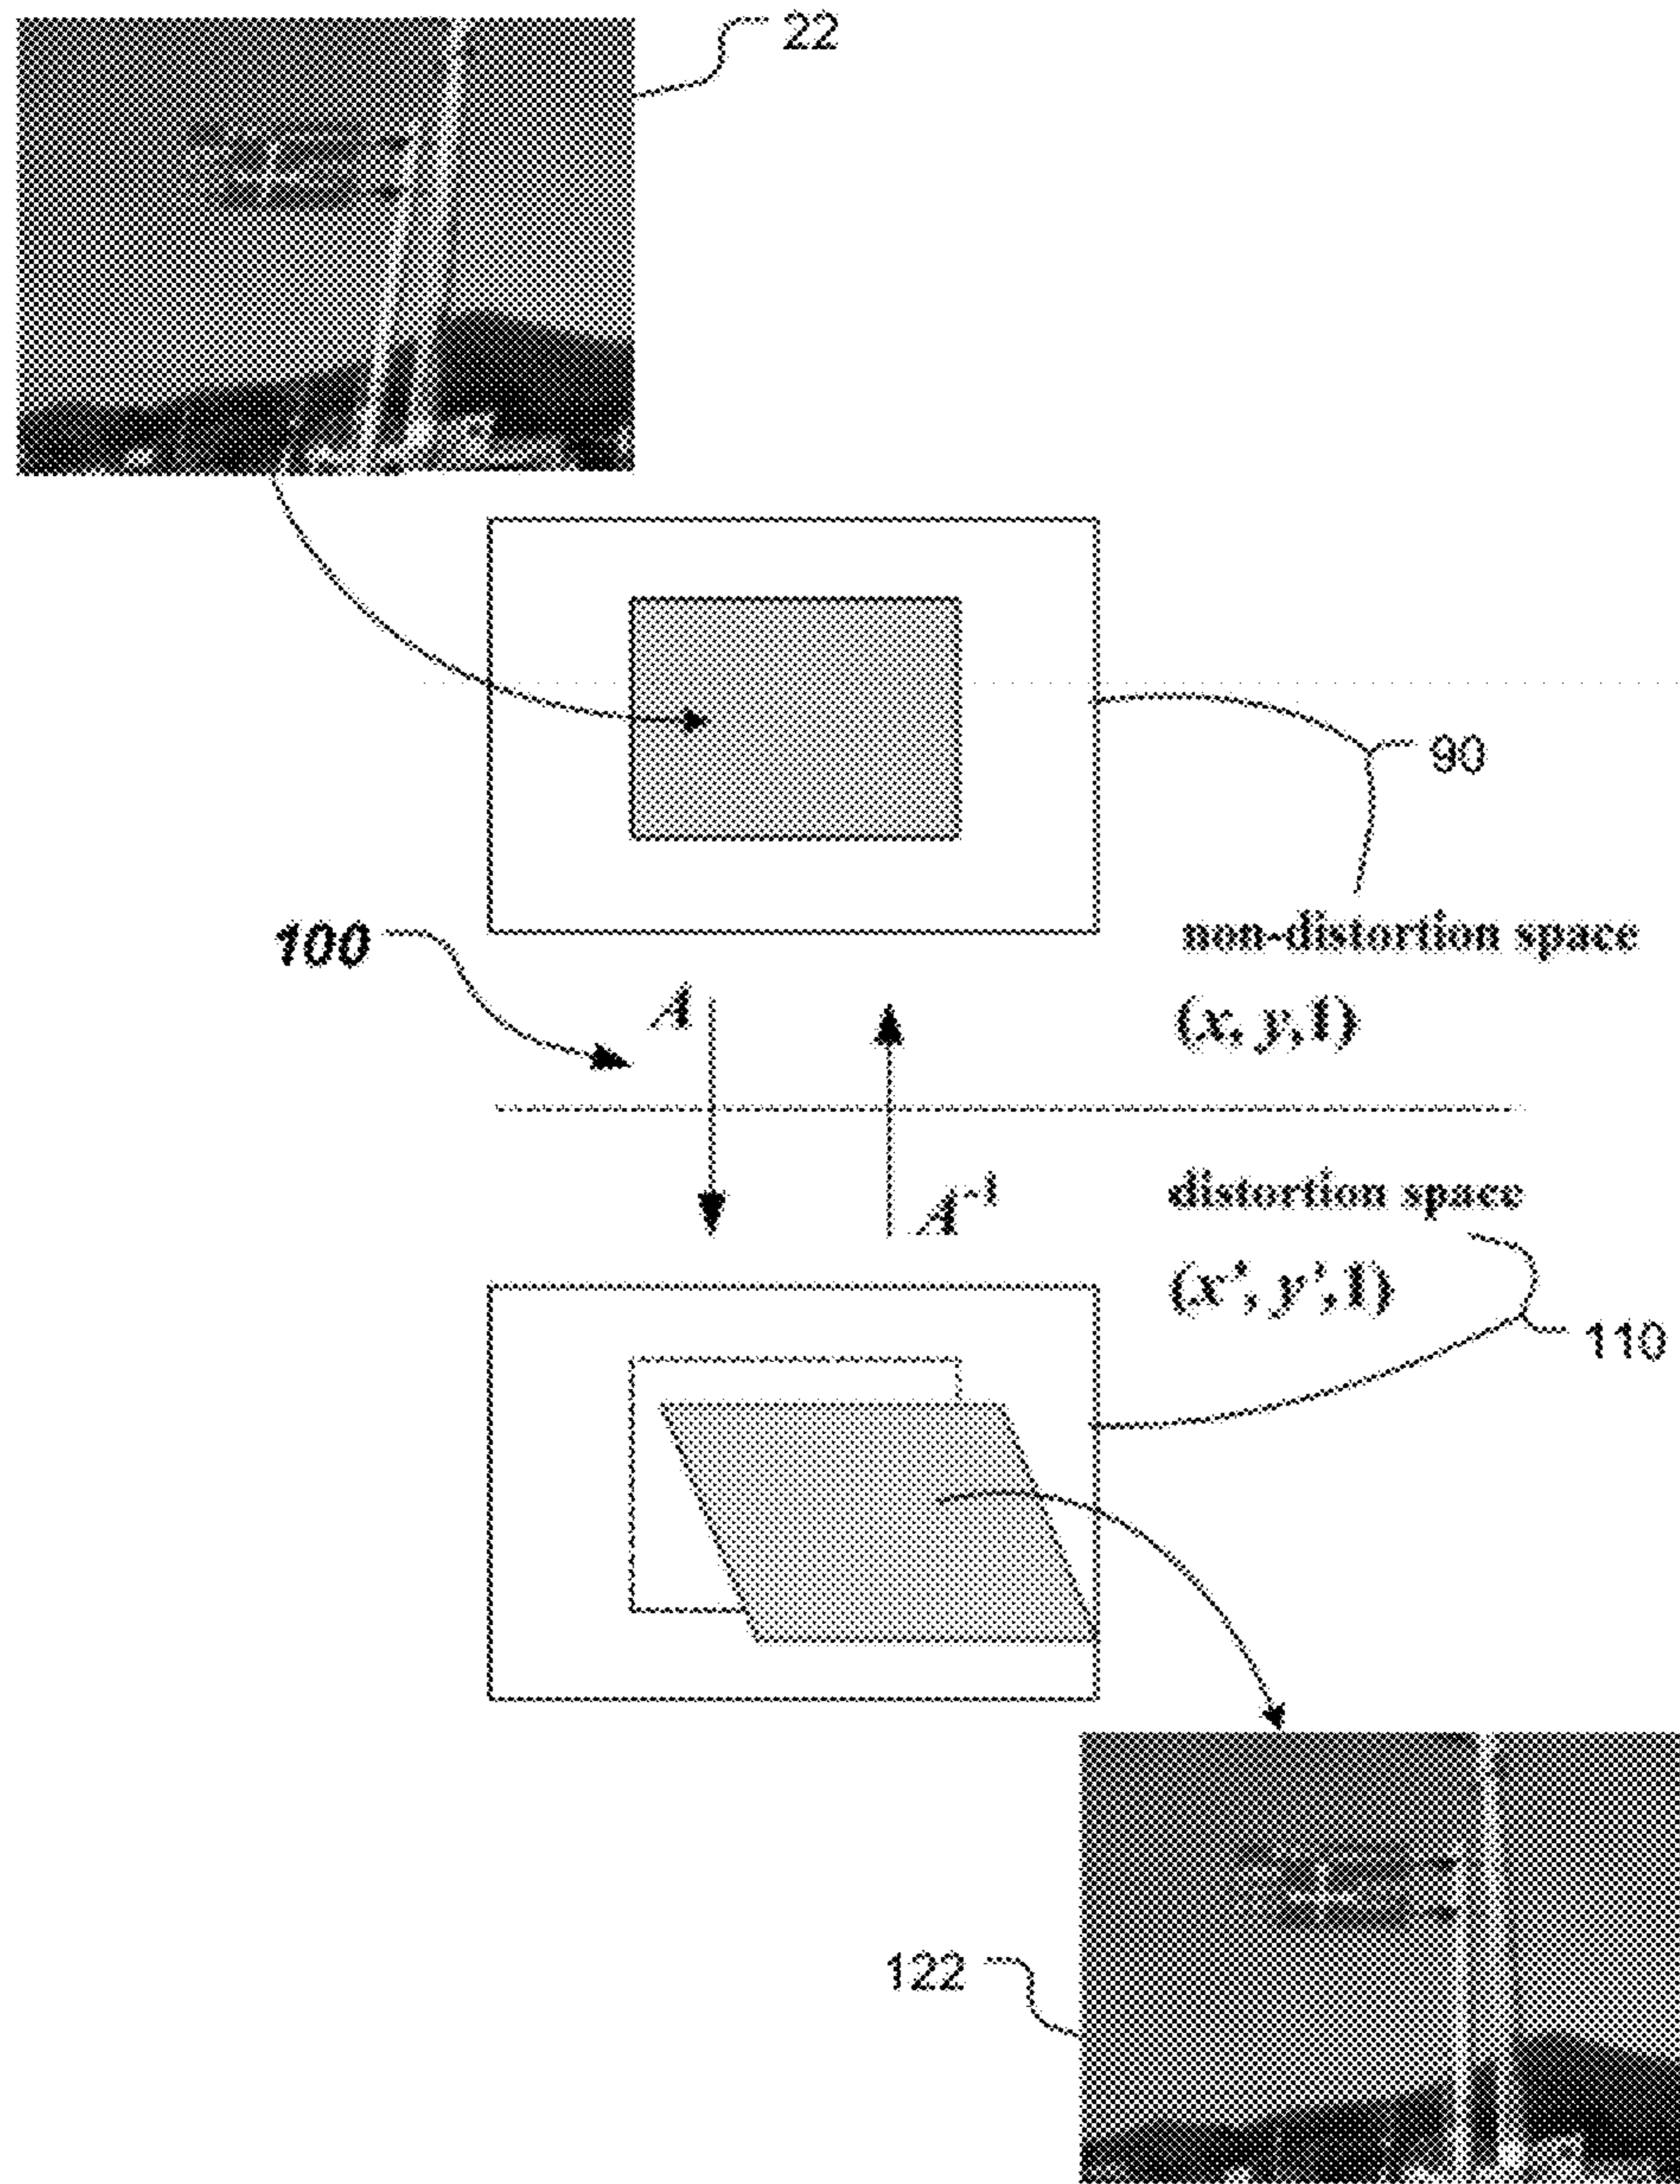 22
90
non-distortion space
100
A
(x, y, 1)
distortion space
A⁻¹
(x', y', 1)
110
122